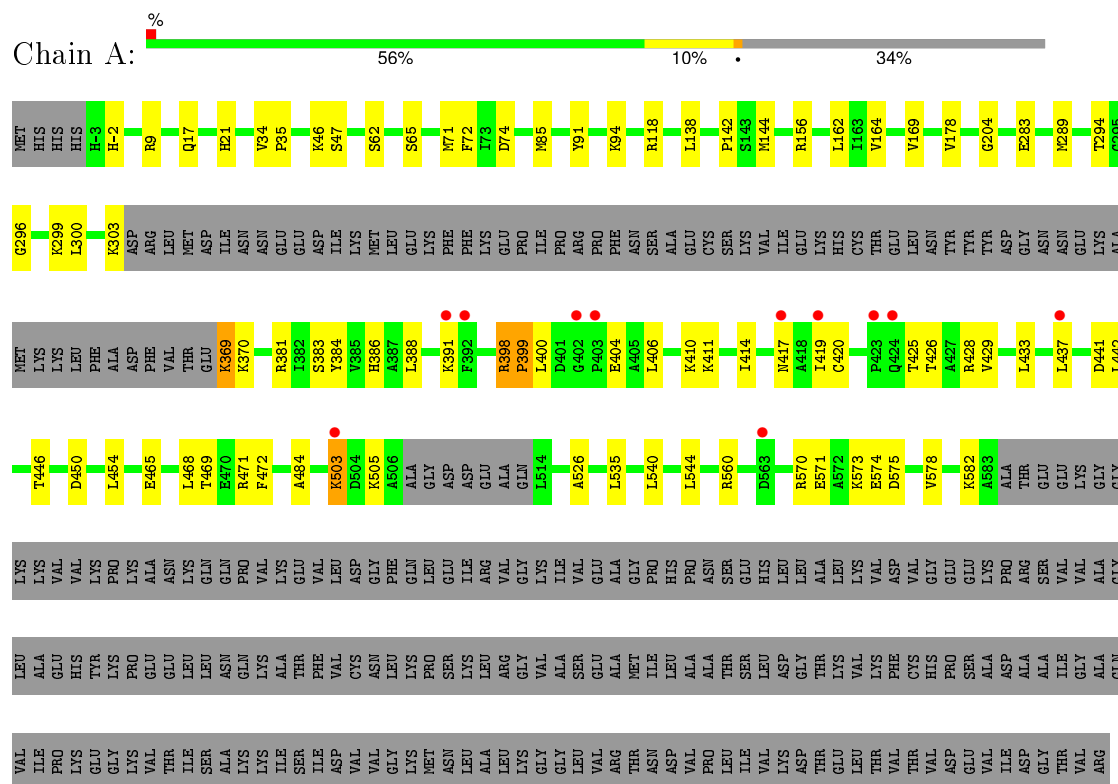 %
Chain A:
56% 10% • 34%
MET HIS HIS HIS H-3 H-2 R9 Q17 H21 V34 P35 K46 S47 S62 S65 M71 F72 I73 D74 M85 Y91 K94 R118 L138 P142 S143 M144 R156 L162 I163 V164 V169 V178 G204 E283 M289 T294 G295
G296 K299 L300 K303 ASP ARG LEU MET ASP ILE ASN ASN GLU GLU ASP ILE LYS MET LEU GLU LYS PHE PHE LYS GLU PRO ILE PRO ARG PRO PHE ASN SER ALA GLU CYS SER LYS VAL ILE GLU LYS HIS CYS THR GLU LEU ASN TYR TYR TYR ASP GLY ASN ASN GLU LYS ALA
MET LYS LYS LEU PHE ALA ASP PHE VAL THR GLU K369 K370 R381 I382 S383 Y384 V385 H386 A387 L388 K391 F392 R398 P399 L400 D401 G402 P403 E404 A405 L406 K410 K411 I414 N417 A418 I419 C420 P423 Q424 T425 T426 A427 R428 V429 L433 L437 D441 L442
T446 D450 L454 E465 L468 T469 E470 R471 F472 A484 K503 D504 K505 A506 ALA GLY ASP ASP GLU ALA GLN L514 A526 L535 L540 L544 R560 D563 R570 E571 A572 K573 E574 D575 V578 K582 A583 ALA THR GLU GLU LYS GLY GLY
LYS LYS VAL VAL LYS PRO LYS ALA ASN LYS GLN GLN PRO VAL LYS GLU VAL LEU ASP GLY PHE GLN LEU GLU ILE ARG VAL GLY LYS ILE VAL GLU ALA GLY PRO HIS PRO ASN SER GLU HIS LEU LEU ALA LEU LYS VAL ASP VAL GLY GLU GLU LYS PRO ARG SER VAL VAL ALA GLY
LEU ALA GLU HIS TYR LYS PRO GLU GLU LEU LEU ASN GLN LYS ALA THR PHE VAL CYS ASN LEU LYS PRO SER LYS LEU ARG GLY VAL ALA SER GLU ALA MET ILE LEU ALA ALA THR SER LEU ASP GLY THR LYS VAL LYS PHE CYS HIS PRO ASP SER ALA ASP ALA ALA ILE GLY ALA GLN
VAL ILE PRO LYS GLU GLY LYS VAL THR ILE SER ALA LYS LYS ILE SER ILE ASP VAL VAL GLY LYS MET ASN LEU ALA LEU LYS GLY GLY LEU VAL ARG THR ASN ASP VAL PRO LEU ILE VAL LYS ASP GLU LEU THR VAL THR VAL ASP GLU VAL ILE ASP GLY THR VAL ARG